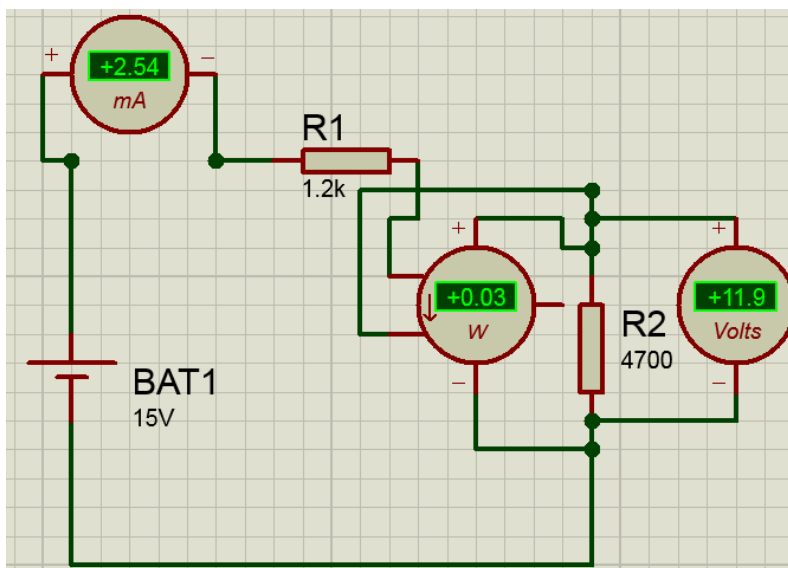 + +2.54 −
mA
R1
1.2k
+ +
+0.03 +11.9
W Volts
R2
4700
− −
BAT1
15V